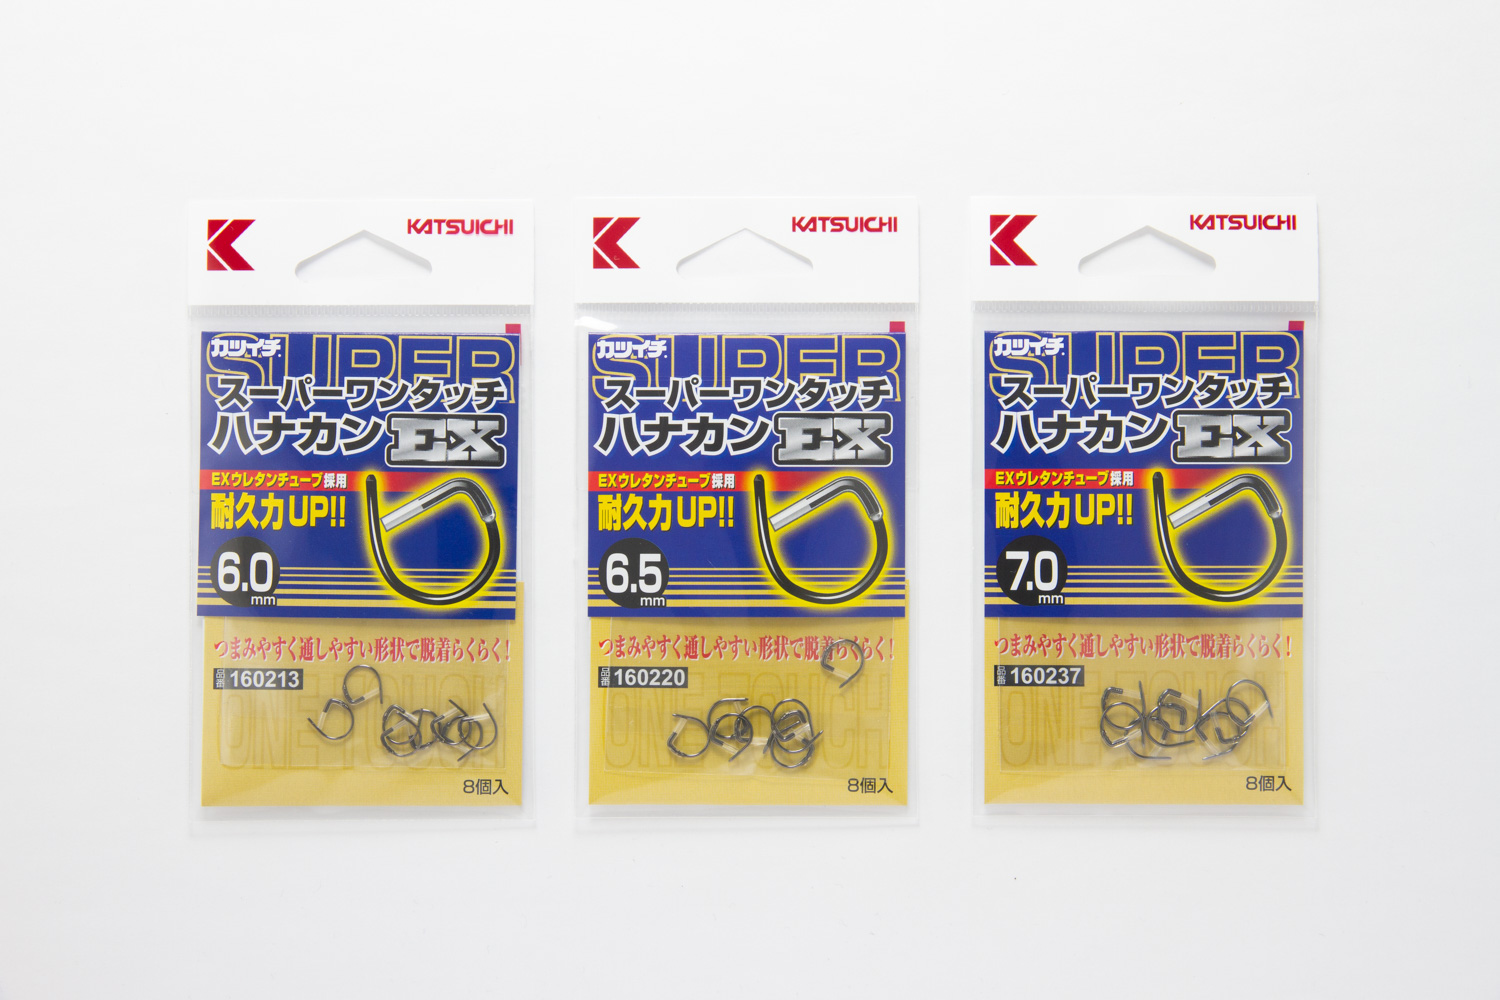 K KATSUICHI
SUPER
カツイチ
スーパーワンタッチ
ハナカン EX
EXウレタンチューブ採用
耐久力UP!!
6.0mm
つまみやすく通しやすい形状で脱着らくらく!
品番 160213
ONE TOUCH
8個入
K KATSUICHI
SUPER
カツイチ
スーパーワンタッチ
ハナカン EX
EXウレタンチューブ採用
耐久力UP!!
6.5mm
つまみやすく通しやすい形状で脱着らくらく!
品番 160220
ONE TOUCH
8個入
K KATSUICHI
SUPER
カツイチ
スーパーワンタッチ
ハナカン EX
EXウレタンチューブ採用
耐久力UP!!
7.0mm
つまみやすく通しやすい形状で脱着らくらく!
品番 160237
ONE TOUCH
8個入